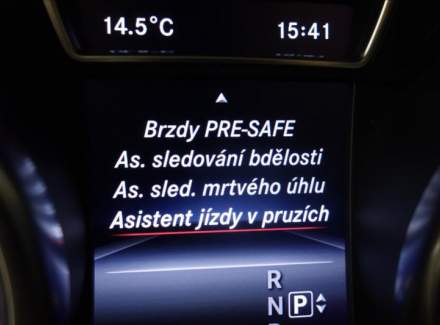 14.5°C 15:41
Brzdy PRE-SAFE
As. sledování bdělosti
As. sled. mrtvého úhlu
Asistent jízdy v pruzích
R
N P